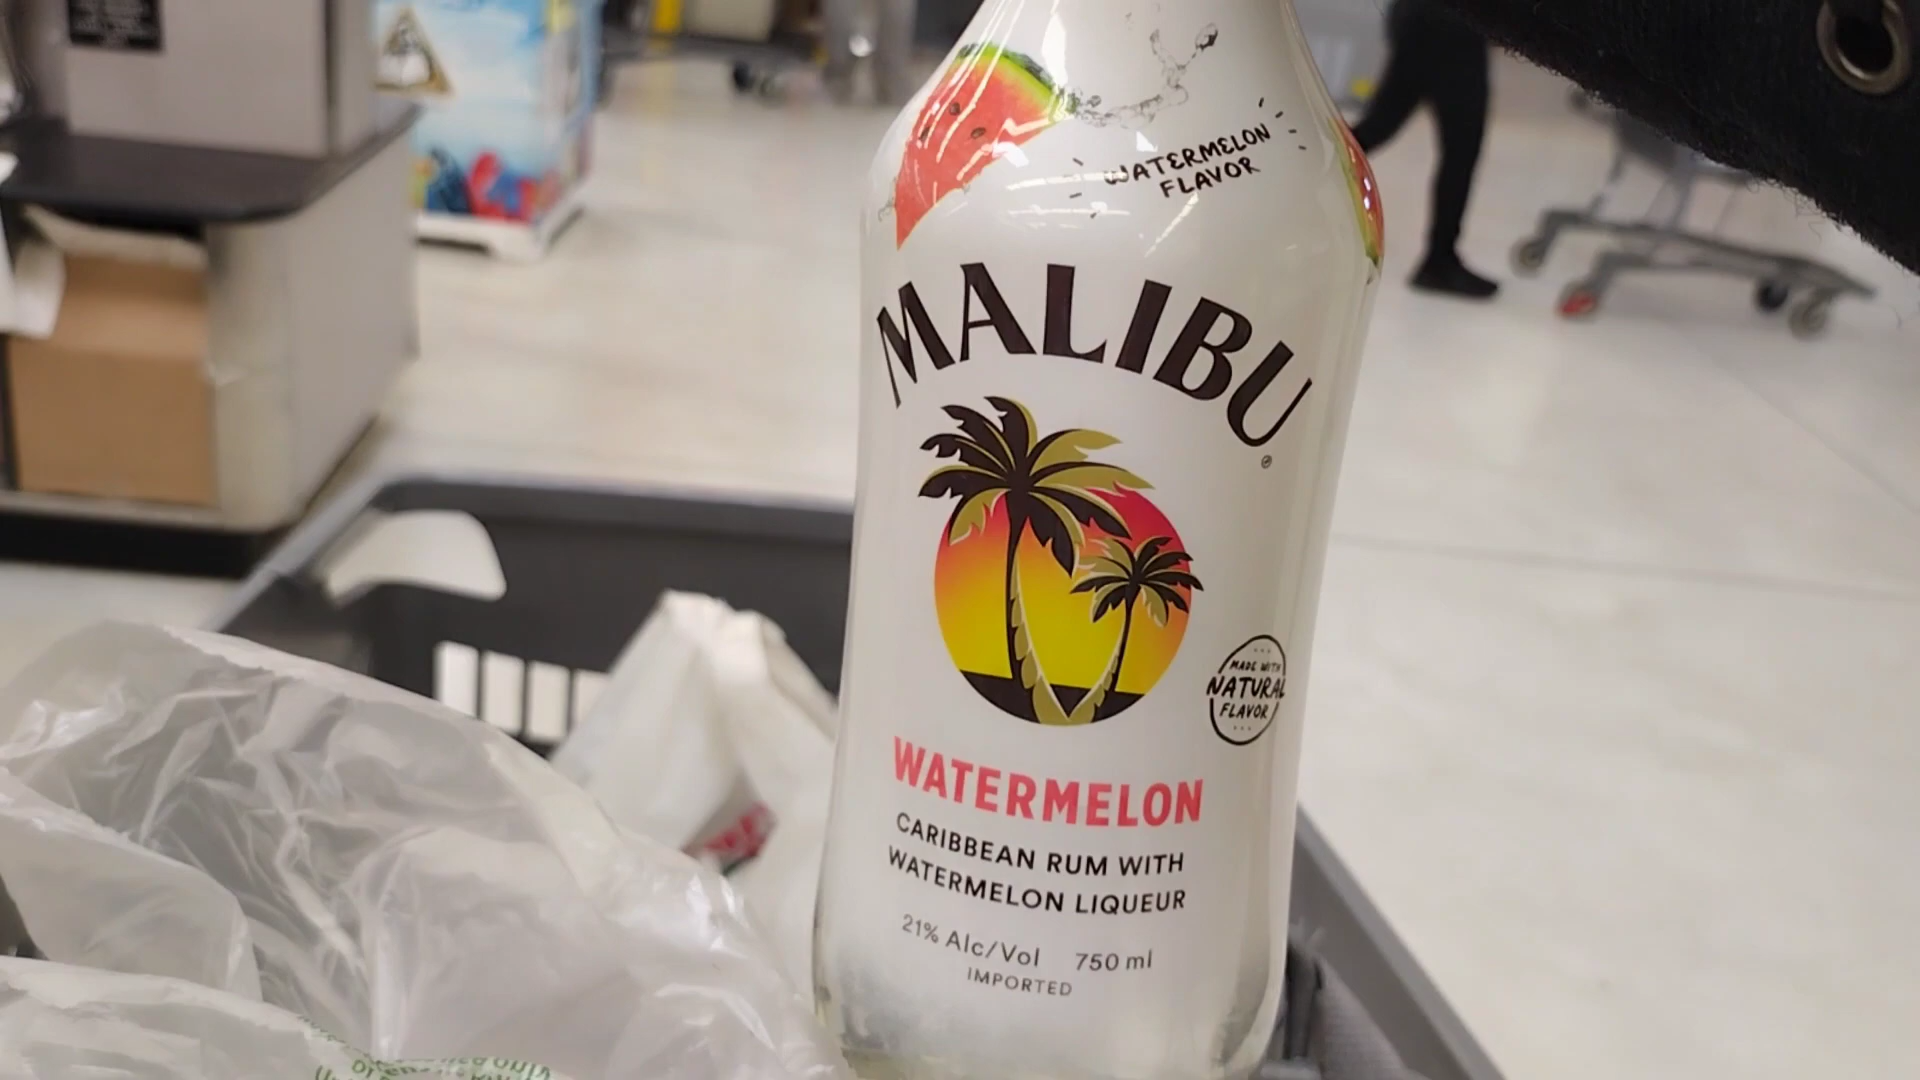 WATERMELON
FLAVOR
MALIBU
MADE WITH
NATURAL
FLAVOR
WATERMELON
CARIBBEAN RUM WITH
WATERMELON LIQUEUR
21% Alc/Vol 750 ml
IMPORTED